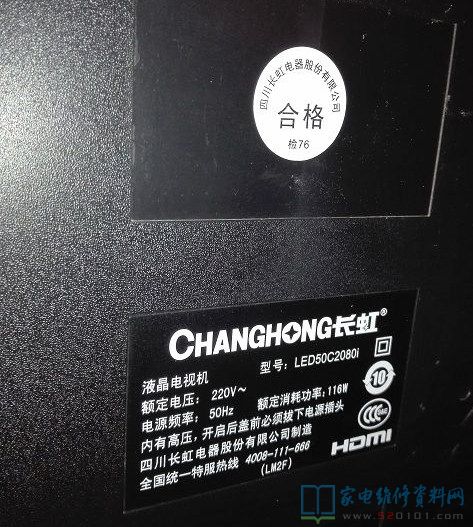 四川长虹电器股份有限公司
合格
检76
CHANGHONG长虹®
液晶电视机 型号: LED50C2080i
额定电压: 220V~
电源频率: 50Hz 额定消耗功率: 116W
10
内有高压, 开启后盖前必须拔下电源插头
四川长虹电器股份有限公司制造
全国统一特服热线 4008-111-666
(LM2F)
HDMI
家电维修资料网
www.520101.com